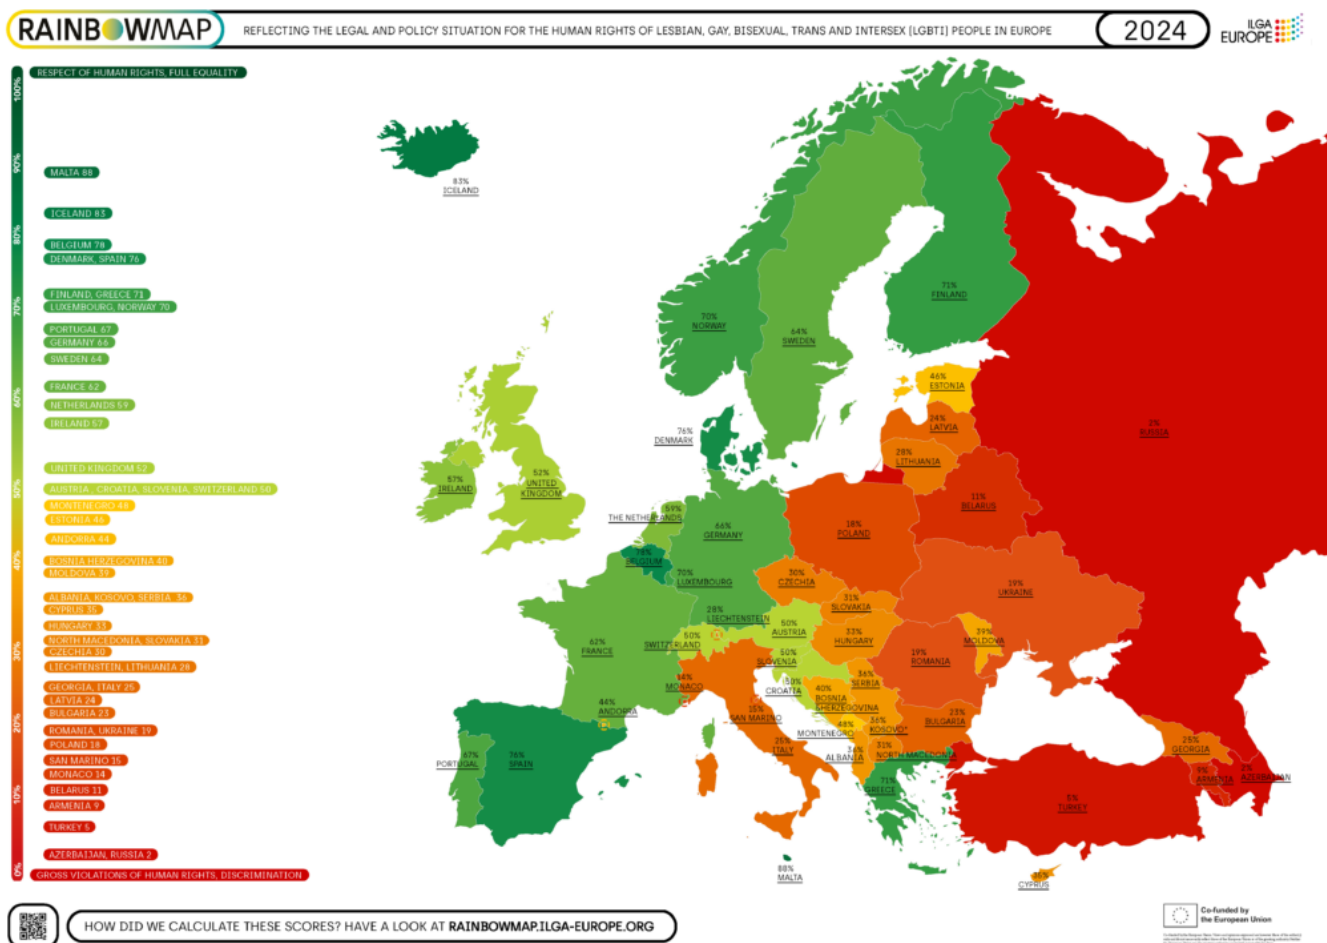 RAINBOWMAP
REFLECTING THE LEGAL AND POLICY SITUATION FOR THE HUMAN RIGHTS OF LESBIAN, GAY, BISEXUAL, TRANS AND INTERSEX (LGBTI) PEOPLE IN EUROPE
2024
ILGA
EUROPE
100%
90%
80%
70%
60%
50%
40%
30%
20%
10%
0%
RESPECT OF HUMAN RIGHTS, FULL EQUALITY
MALTA 88
ICELAND 83
BELGIUM 78
DENMARK, SPAIN 76
FINLAND, GREECE 71
LUXEMBOURG, NORWAY 70
PORTUGAL 67
GERMANY 66
SWEDEN 64
FRANCE 62
NETHERLANDS 59
IRELAND 57
UNITED KINGDOM 52
AUSTRIA , CROATIA, SLOVENIA, SWITZERLAND 50
MONTENEGRO 48
ESTONIA 46
ANDORRA 44
BOSNIA HERZEGOVINA 40
MOLDOVA 39
ALBANIA, KOSOVO, SERBIA 36
CYPRUS 35
HUNGARY 33
NORTH MACEDONIA, SLOVAKIA 31
CZECHIA 30
LIECHTENSTEIN, LITHUANIA 28
GEORGIA, ITALY 25
LATVIA 24
BULGARIA 23
ROMANIA, UKRAINE 19
POLAND 18
SAN MARINO 15
MONACO 14
BELARUS 11
ARMENIA 9
TURKEY 5
AZERBAIJAN, RUSSIA 2
GROSS VIOLATIONS OF HUMAN RIGHTS, DISCRIMINATION
83%
ICELAND
71%
FINLAND
70%
NORWAY
64%
SWEDEN
46%
ESTONIA
24%
LATVIA
2%
RUSSIA
76%
DENMARK
28%
LITHUANIA
57%
IRELAND
52%
UNITED
KINGDOM
11%
BELARUS
59%
THE NETHERLANDS
66%
GERMANY
18%
POLAND
78%
BELGIUM
70%
LUXEMBOURG
30%
CZECHIA
19%
UKRAINE
31%
SLOVAKIA
28%
LIECHTENSTEIN
50%
AUSTRIA
62%
FRANCE
50%
SWITZERLAND
33%
HUNGARY
39%
MOLDOVA
50%
SLOVENIA
19%
ROMANIA
14%
MONACO
50%
CROATIA
36%
SERBIA
40%
BOSNIA
&HERZEGOVINA
44%
ANDORRA
15%
SAN MARINO
48%
MONTENEGRO
36%
KOSOVO*
23%
BULGARIA
67%
PORTUGAL
76%
SPAIN
25%
ITALY
36%
ALBANIA
31%
NORTH MACEDONIA
25%
GEORGIA
9%
ARMENIA
2%
AZERBAIJAN
71%
GREECE
5%
TURKEY
88%
MALTA
35%
CYPRUS
HOW DID WE CALCULATE THESE SCORES? HAVE A LOOK AT RAINBOWMAP.ILGA-EUROPE.ORG
Co-funded by
the European Union